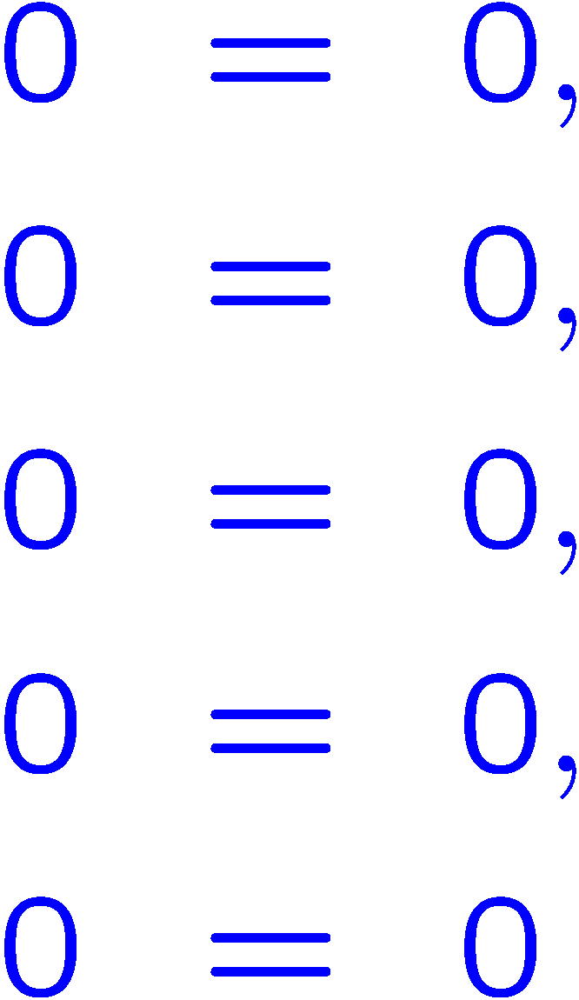 0 = 0,
0 = 0,
0 = 0,
0 = 0,
0 = 0